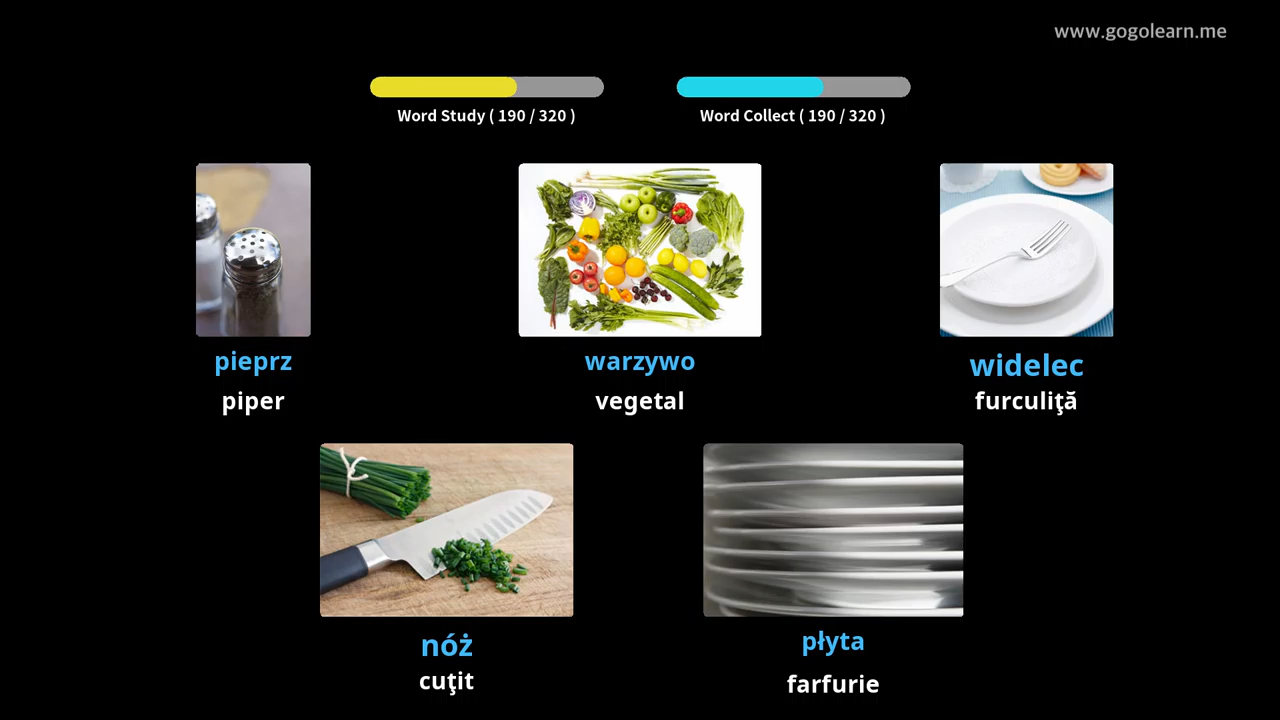 www.gogolearn.me
Word Study ( 190 / 320 )
Word Collect ( 190 / 320 )
pieprz
piper
warzywo
vegetal
widelec
furculiţă
nóż
cuţit
płyta
farfurie